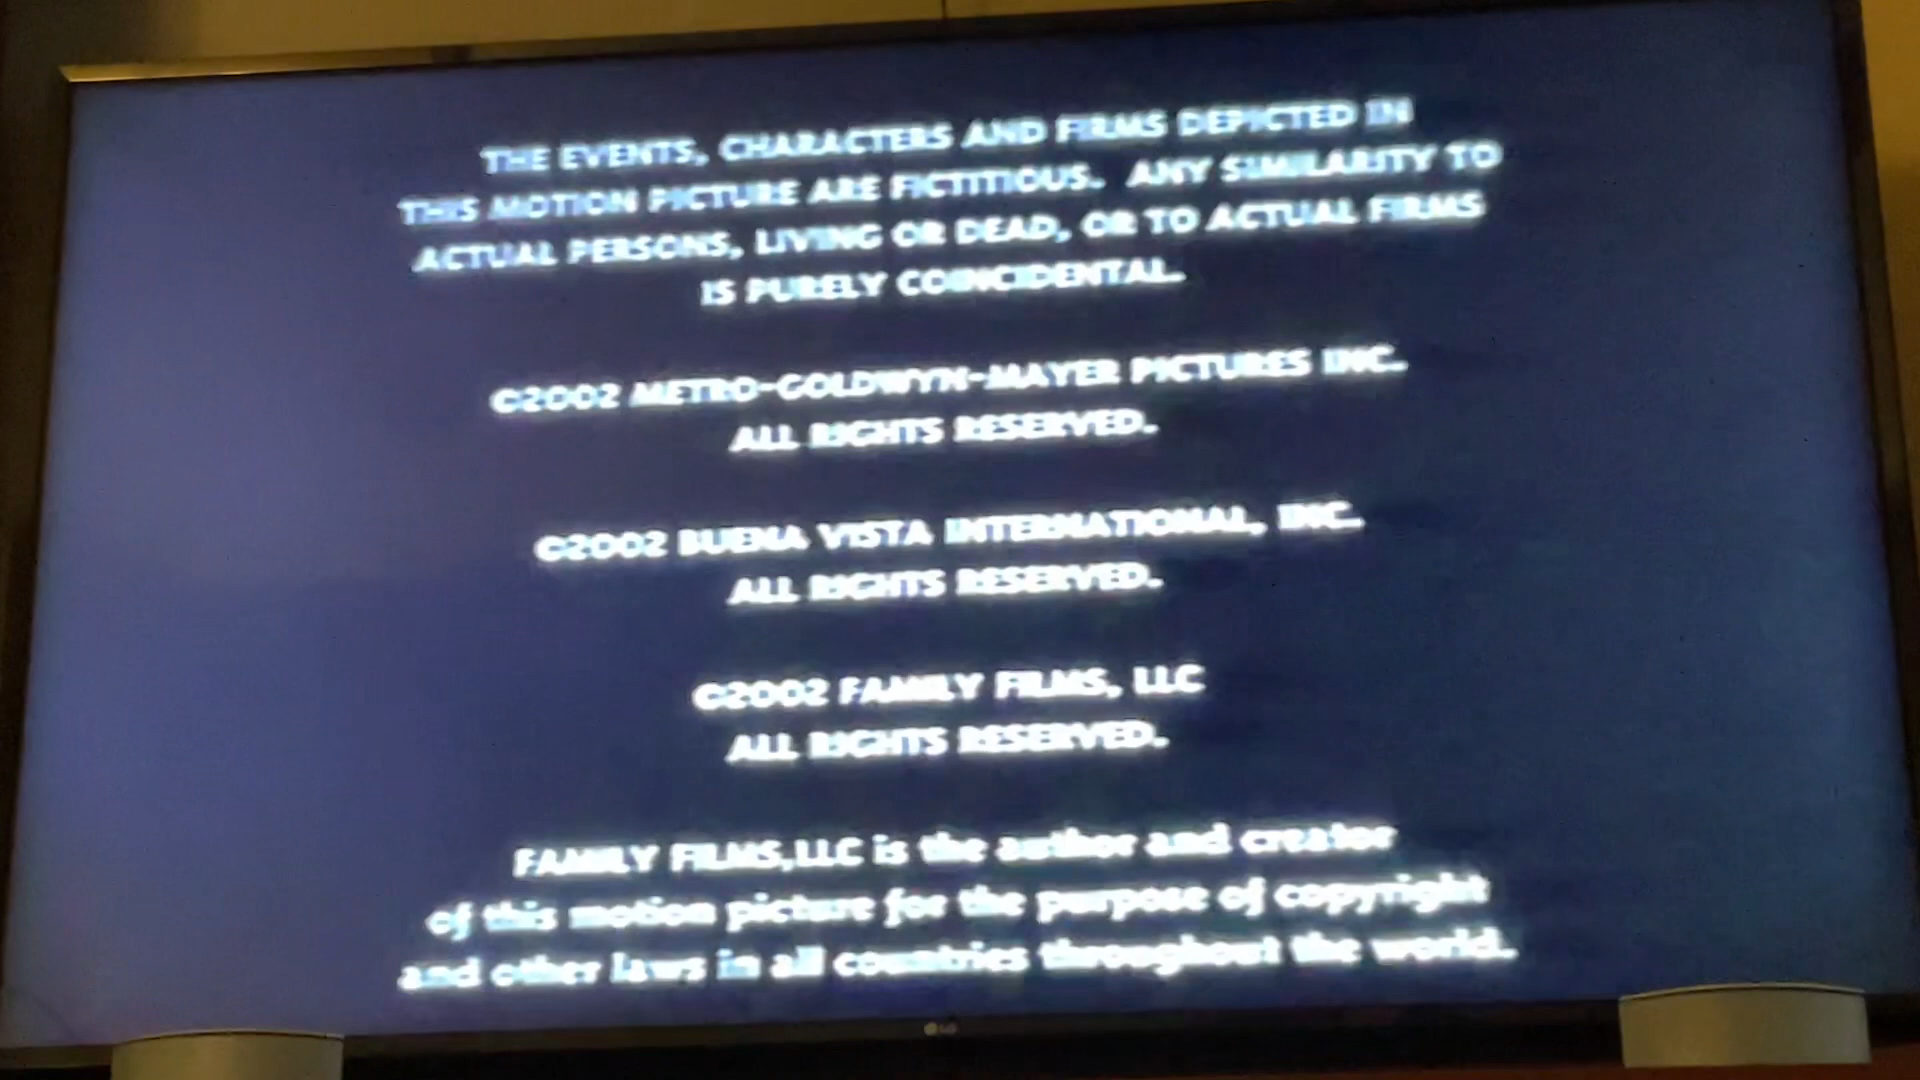 THE EVENTS, CHARACTERS AND FIRMS DEPICTED IN
THIS MOTION PICTURE ARE FICTITIOUS. ANY SIMILARITY TO
ACTUAL PERSONS, LIVING OR DEAD, OR TO ACTUAL FIRMS
IS PURELY COINCIDENTAL.
©2002 METRO-GOLDWYN-MAYER PICTURES INC.
ALL RIGHTS RESERVED.
©2002 BUENA VISTA INTERNATIONAL, INC.
ALL RIGHTS RESERVED.
©2002 FAMILY FILMS, LLC
ALL RIGHTS RESERVED.
FAMILY FILMS,LLC is the author and creator
of this motion picture for the purpose of copyright
and other laws in all countries throughout the world.
LG